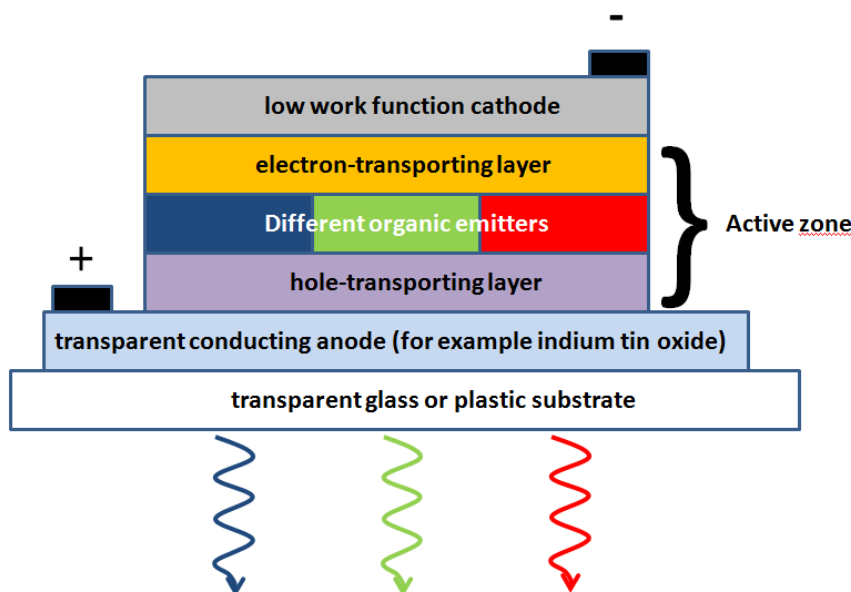 -
low work function cathode
electron-transporting layer
Different organic emitters
Active zone
+
hole-transporting layer
transparent conducting anode (for example indium tin oxide)
transparent glass or plastic substrate